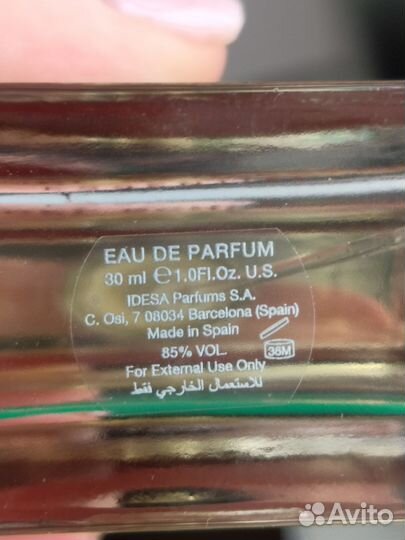 EAU DE PARFUM
30 ml ℮ 1.0Fl.Oz. U.S.
IDESA Parfums S.A.
C. Osi, 7 08034 Barcelona (Spain)
Made in Spain
85% VOL.
36M
For External Use Only
للاستعمال الخارجي فقط
Avito